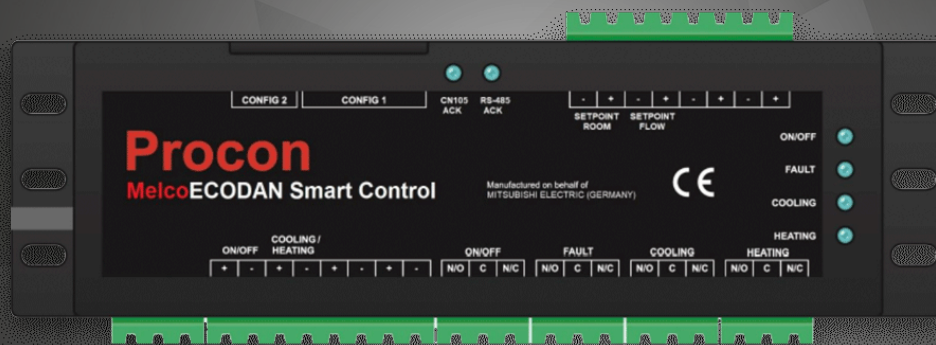 CONFIG 2 CONFIG 1 CN105 ACK RS-485 ACK - + - + - + - +
SETPOINT ROOM SETPOINT FLOW
ON/OFF
Procon
FAULT
MelcoECODAN Smart Control
Manufactured on behalf of
MITSUBISHI ELECTRIC (GERMANY)
CE
COOLING
HEATING
ON/OFF COOLING / HEATING ON/OFF FAULT COOLING HEATING
+ - + - + - + - N/O C N/C N/O C N/C N/O C N/C N/O C N/C